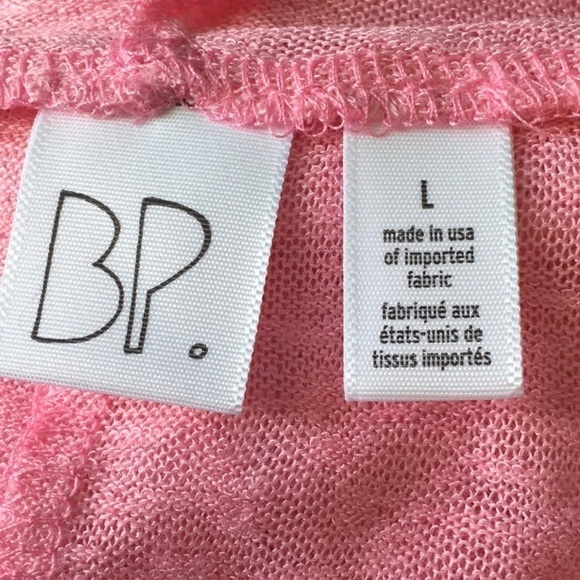 BP.
L
made in usa
of imported
fabric
fabriqué aux
états-unis de
tissus importés